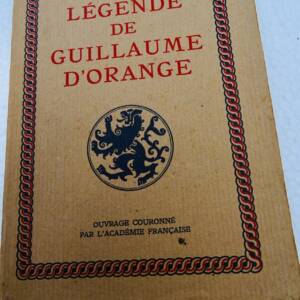 LÉGENDE
DE
GUILLAUME
D'ORANGE
OUVRAGE COURONNÉ
PAR L'ACADÉMIE FRANÇAISE